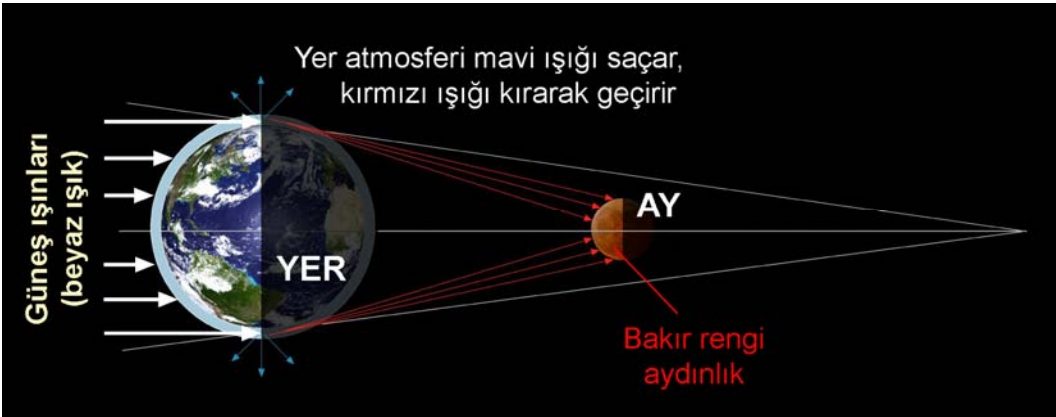 Yer atmosferi mavi ışığı saçar,
kırmızı ışığı kırarak geçirir
Güneş ışınları
(beyaz ışık)
YER
AY
Bakır rengi
aydınlık